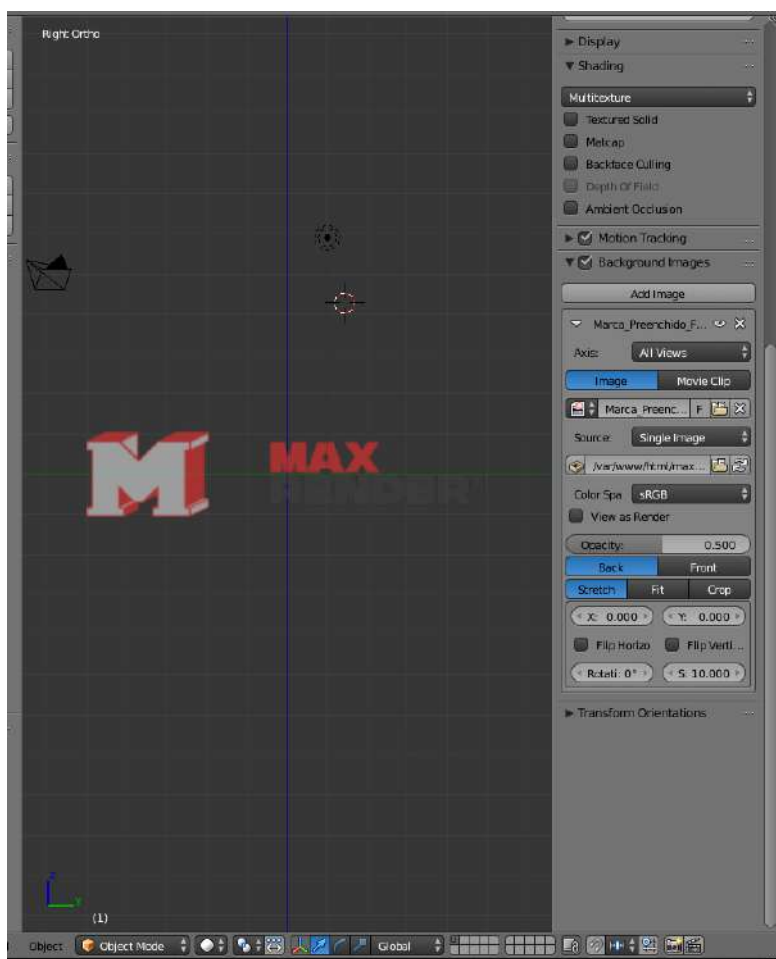 Right Ortho
Display
Shading
Multitexture
Textured Solid
Matcap
Backface Culling
Depth Of Field
Ambient Occlusion
Motion Tracking
Background Images
Add Image
Marca_Preenchido_F...
Axis: All Views
Image Movie Clip
Marca_Preenc... F
Source: Single Image
/var/www/html/max...
Color Spa sRGB
View as Render
Opacity: 0.500
Back Front
Stretch Fit Crop
X: 0.000 Y: 0.000
Flip Horizo Flip Verti...
Rotati: 0° S: 10.000
Transform Orientations
M MAX
RENDER
Z
Y
(1)
Object Object Mode Global